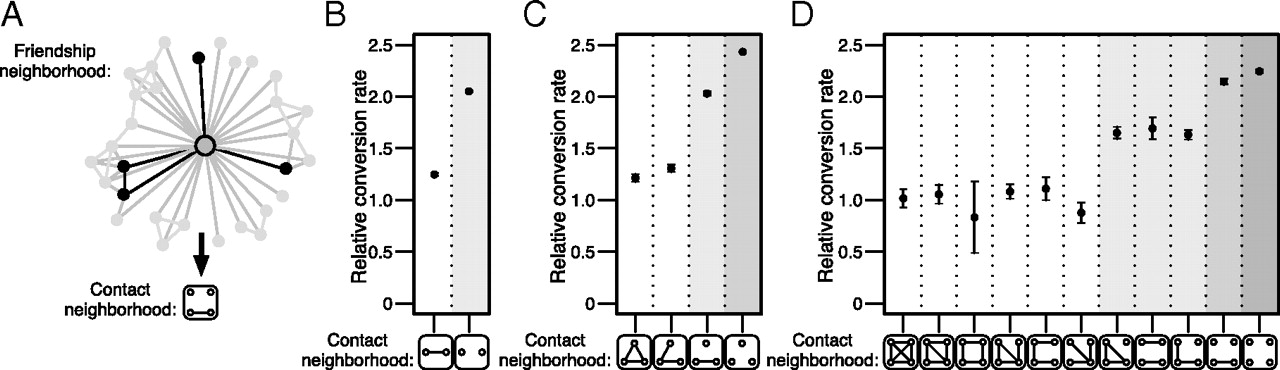 A
Friendship
neighborhood:
Contact
neighborhood:
B
Relative conversion rate
2.5
2.0
1.5
1.0
0.5
0
Contact
neighborhood:
C
Relative conversion rate
2.5
2.0
1.5
1.0
0.5
0
Contact
neighborhood:
D
Relative conversion rate
2.5
2.0
1.5
1.0
0.5
0
Contact
neighborhood: